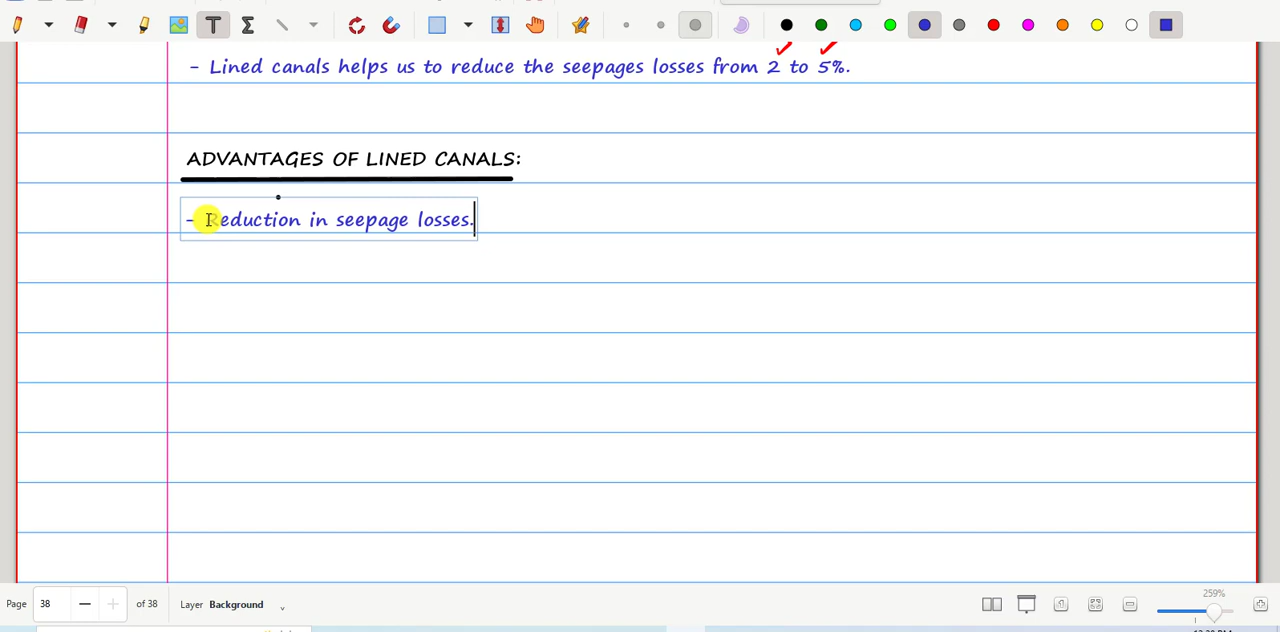 - Lined canals helps us to reduce the seepages losses from 2 to 5%.
ADVANTAGES OF LINED CANALS:
- Reduction in seepage losses.
Page 38 of 38 Layer Background 259%